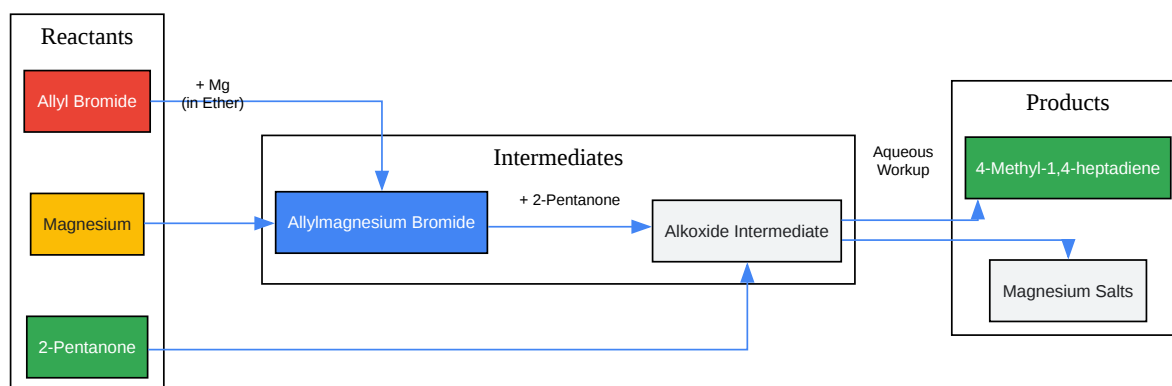 Reactants
Allyl Bromide
Magnesium
2-Pentanone
+ Mg
(in Ether)
Intermediates
Allylmagnesium Bromide
+ 2-Pentanone
Alkoxide Intermediate
Aqueous
Workup
Products
4-Methyl-1,4-heptadiene
Magnesium Salts